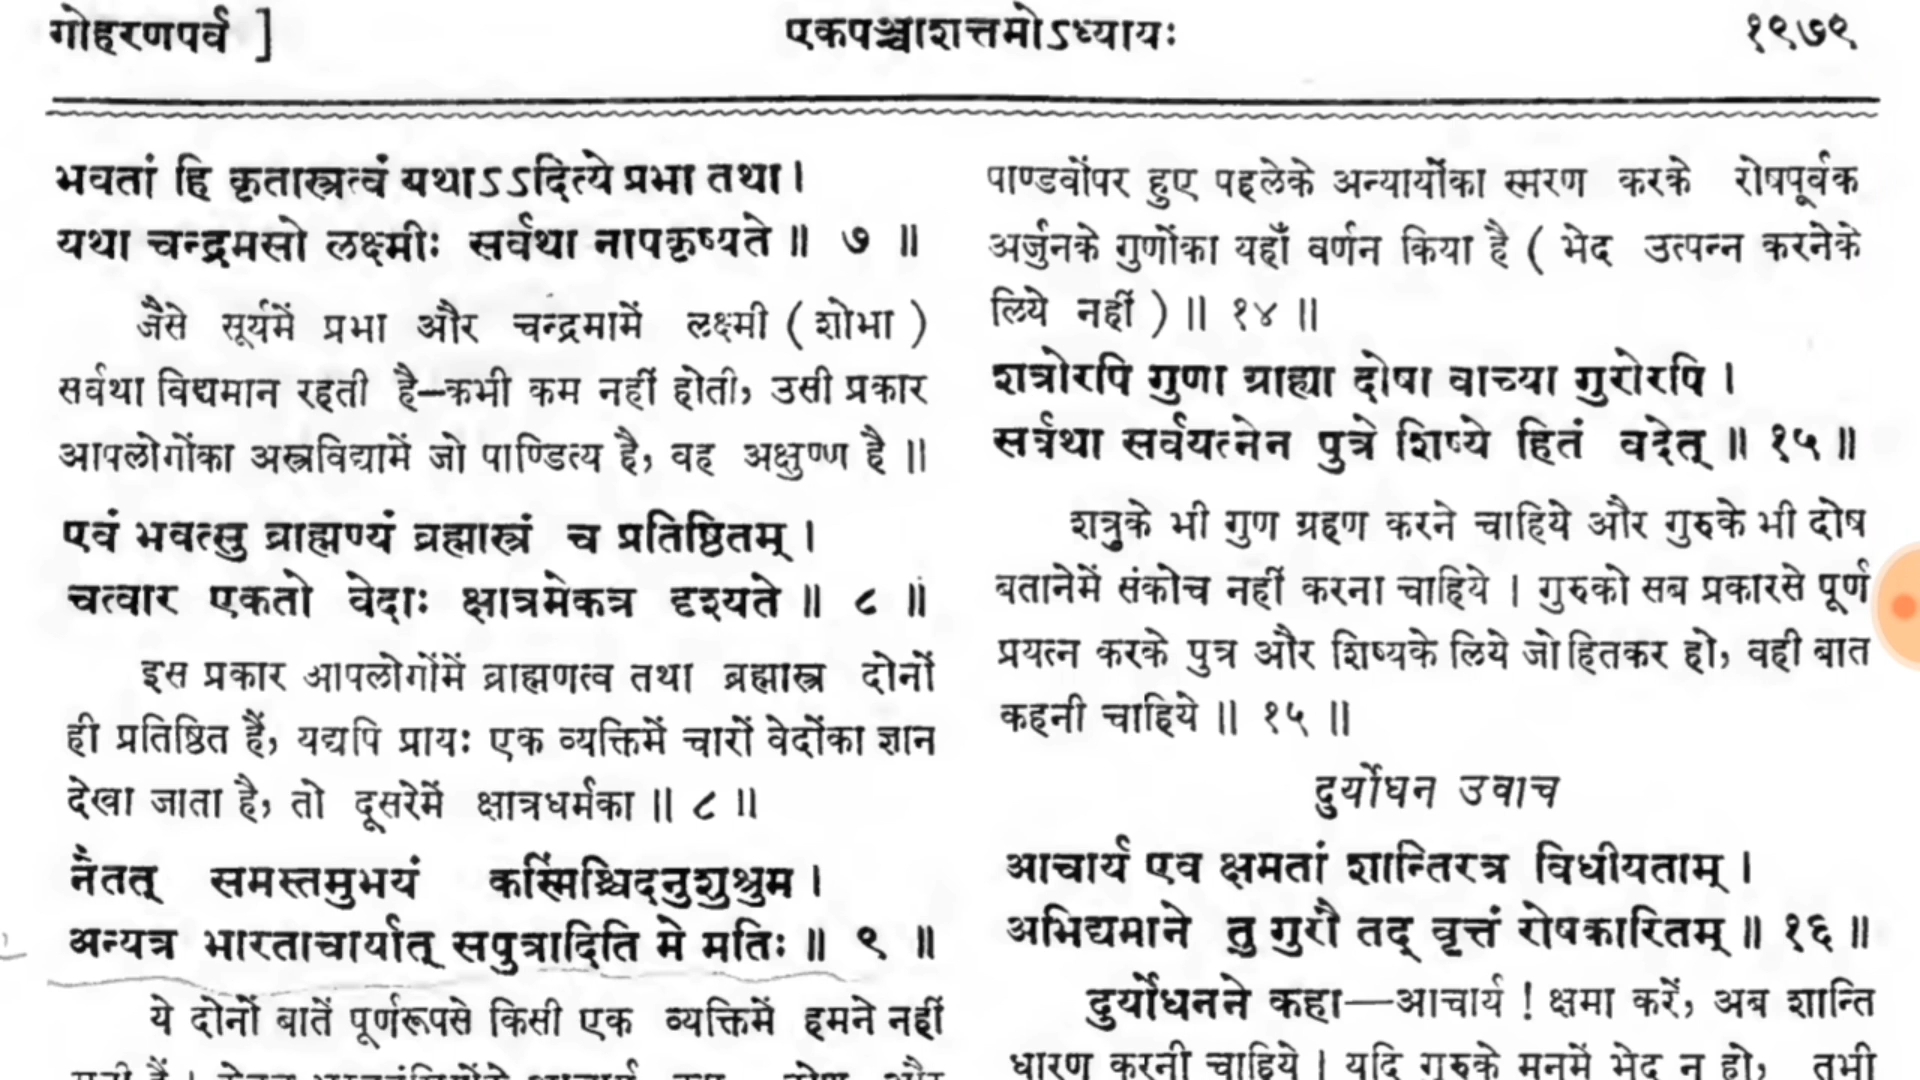 गोहरणपर्व ]
एकपञ्चाशत्तमोऽध्यायः
१९७९
भवतां हि कृतास्त्रत्वं यथाऽऽदित्ये प्रभा तथा ।
यथा चन्द्रमसो लक्ष्मीः सर्वथा नापकृष्यते ॥ ७ ॥
जैसे सूर्यमें प्रभा और चन्द्रमामें लक्ष्मी ( शोभा )
सर्वथा विद्यमान रहती है—कभी कम नहीं होती, उसी प्रकार
आपलोगोंका अस्त्रविद्यामें जो पाण्डित्य है, वह अक्षुण्ण है ॥
एवं भवत्सु ब्राह्मण्यं ब्रह्मास्त्रं च प्रतिष्ठितम् ।
चत्वार एकतो वेदाः क्षात्रमेकत्र दृश्यते ॥ ८ ॥
इस प्रकार आपलोगोंमें ब्राह्मणत्व तथा ब्रह्मास्त्र दोनों
ही प्रतिष्ठित हैं, यद्यपि प्रायः एक व्यक्तिमें चारों वेदोंका ज्ञान
देखा जाता है, तो दूसरेमें क्षात्रधर्मका ॥ ८ ॥
नैतत् समस्तमुभयं कस्मिंश्चिदनुशुश्रुम ।
अन्यत्र भारताचार्यात् सपुत्रादिति मे मतिः ॥ ९ ॥
ये दोनों बातें पूर्णरूपसे किसी एक व्यक्तिमें हमने नहीं
पाण्डवोंपर हुए पहलेके अन्यायोंका स्मरण करके रोषपूर्वक
अर्जुनके गुणोंका यहाँ वर्णन किया है ( भेद उत्पन्न करनेके
लिये नहीं ) ॥ १४ ॥
शत्रोरपि गुणा ग्राह्या दोषा वाच्या गुरोरपि ।
सर्वथा सर्वयत्नेन पुत्रे शिष्ये हितं वदेत् ॥ १५ ॥
शत्रुके भी गुण ग्रहण करने चाहिये और गुरुके भी दोष
बतानेमें संकोच नहीं करना चाहिये । गुरुको सब प्रकारसे पूर्ण
प्रयत्न करके पुत्र और शिष्यके लिये जो हितकर हो, वही बात
कहनी चाहिये ॥ १५ ॥
दुर्योधन उवाच
आचार्य एव क्षमतां शान्तिरत्र विधीयताम् ।
अभिद्यमाने तु गुरौ तद् वृत्तं रोषकारितम् ॥ १६ ॥
दुर्योधनने कहा—आचार्य ! क्षमा करें, अब शान्ति
धारण करनी चाहिये । यदि गुरुके मनमें भेद न हो, तभी